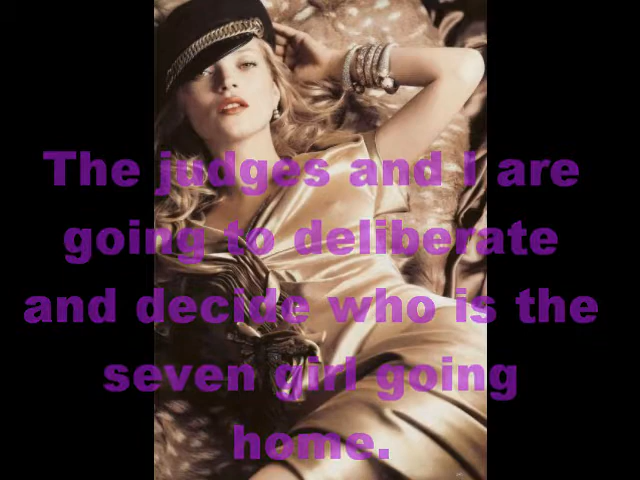 The judges and I are
going to deliberate
and decide who is the
seven girl going
home.